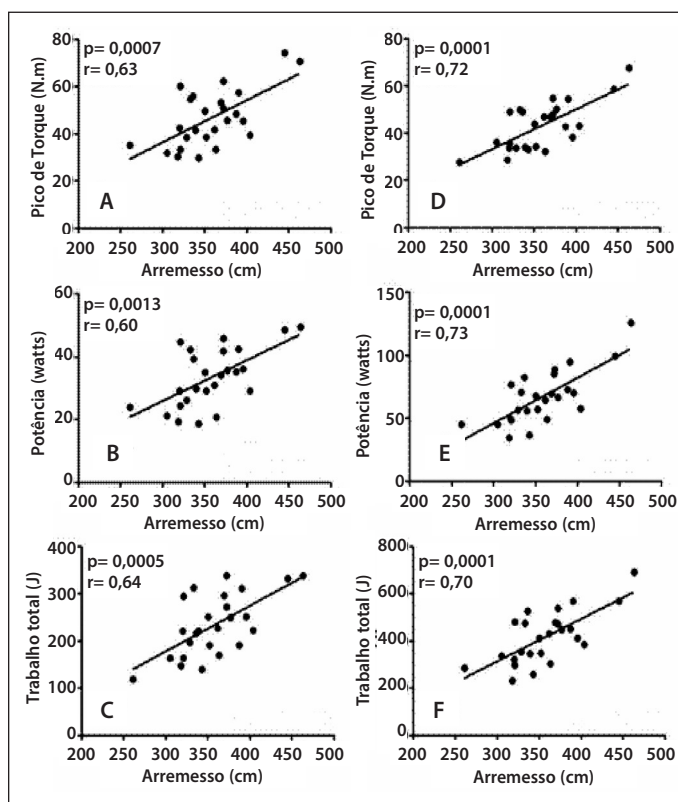 p= 0,0007
r= 0,63
Pico de Torque (N.m)
80
60
40
20
0
A
200 250 300 350 400 450 500
Arremesso (cm)
p= 0,0001
r= 0,72
Pico de Torque (N.m)
80
60
40
20
0
D
200 250 300 350 400 450 500
Arremesso (cm)
p= 0,0013
r= 0,60
Potência (watts)
60
40
20
0
B
200 250 300 350 400 450 500
Arremesso (cm)
p= 0,0001
r= 0,73
Potência (watts)
150
100
50
0
E
200 250 300 350 400 450 500
Arremesso (cm)
p= 0,0005
r= 0,64
Trabalho total (J)
400
300
200
100
0
C
200 250 300 350 400 450 500
Arremesso (cm)
p= 0,0001
r= 0,70
Trabalho total (J)
800
600
400
200
0
F
200 250 300 350 400 450 500
Arremesso (cm)